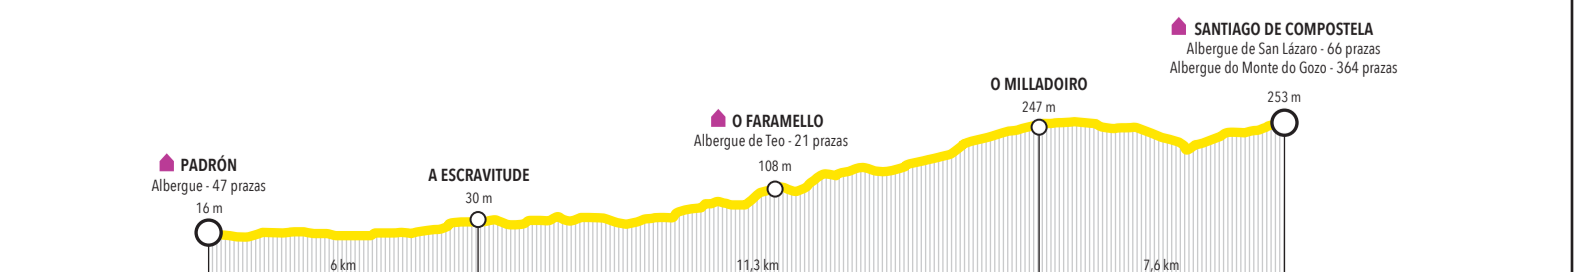 SANTIAGO DE COMPOSTELA
Albergue de San Lázaro - 66 prazas
Albergue do Monte do Gozo - 364 prazas
253 m
O MILLADOIRO
247 m
O FARAMELLO
Albergue de Teo - 21 prazas
108 m
PADRÓN
Albergue - 47 prazas
16 m
A ESCRAVITUDE
30 m
6 km
11,3 km
7,6 km